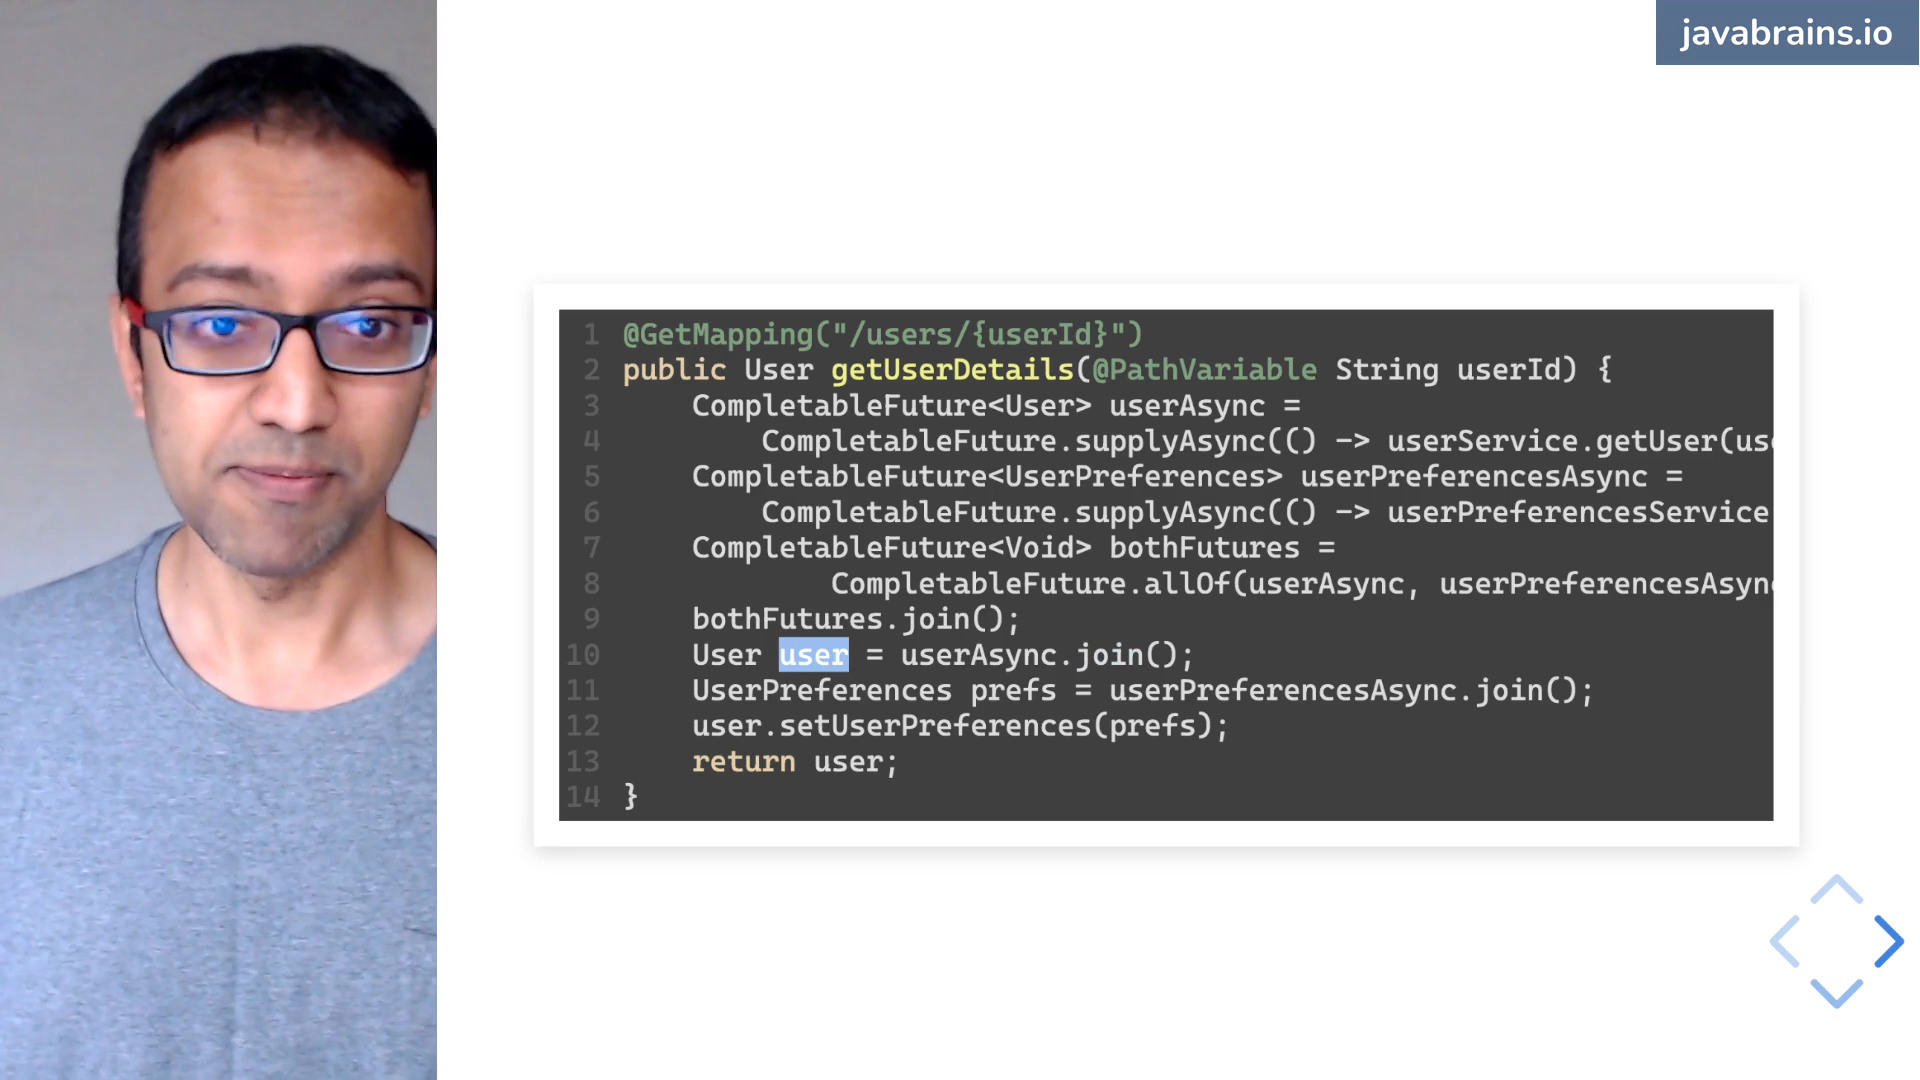 javabrains.io
1 @GetMapping("/users/{userId}")
2 public User getUserDetails(@PathVariable String userId) {
3 CompletableFuture<User> userAsync =
4 CompletableFuture.supplyAsync(() -> userService.getUser(use
5 CompletableFuture<UserPreferences> userPreferencesAsync =
6 CompletableFuture.supplyAsync(() -> userPreferencesService
7 CompletableFuture<Void> bothFutures =
8 CompletableFuture.allOf(userAsync, userPreferencesAsync
9 bothFutures.join();
10 User user = userAsync.join();
11 UserPreferences prefs = userPreferencesAsync.join();
12 user.setUserPreferences(prefs);
13 return user;
14 }